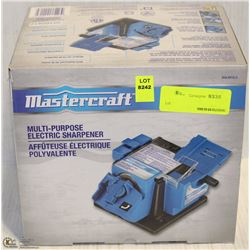 LOT
8242
Mastercraft
MULTI-PURPOSE
ELECTRIC SHARPENER
AFFÛTEUSE ÉLECTRIQUE
POLYVALENTE